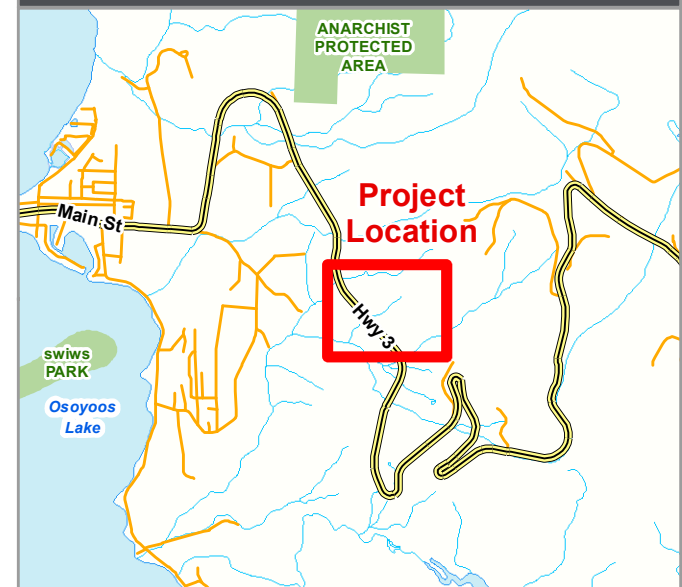 ANARCHIST
PROTECTED
AREA
Project
Location
Main St
Hwy 3
swiws
PARK
Osoyoos
Lake